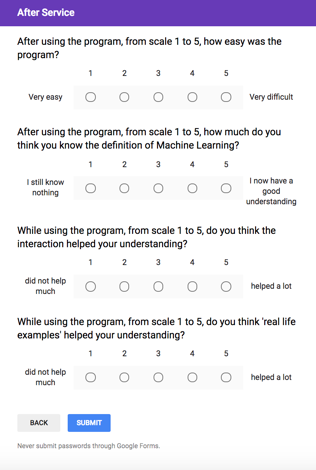 After Service
After using the program, from scale 1 to 5, how easy was the
program?
1 2 3 4 5
Very easy Very difficult
After using the program, from scale 1 to 5, how much do you
think you know the definition of Machine Learning?
1 2 3 4 5
I still know
nothing
I now have a
good
understanding
While using the program, from scale 1 to 5, do you think the
interaction helped your understanding?
1 2 3 4 5
did not help
much
helped a lot
While using the program, from scale 1 to 5, do you think 'real life
examples' helped your understanding?
1 2 3 4 5
did not help
much
helped a lot
BACK SUBMIT
Never submit passwords through Google Forms.